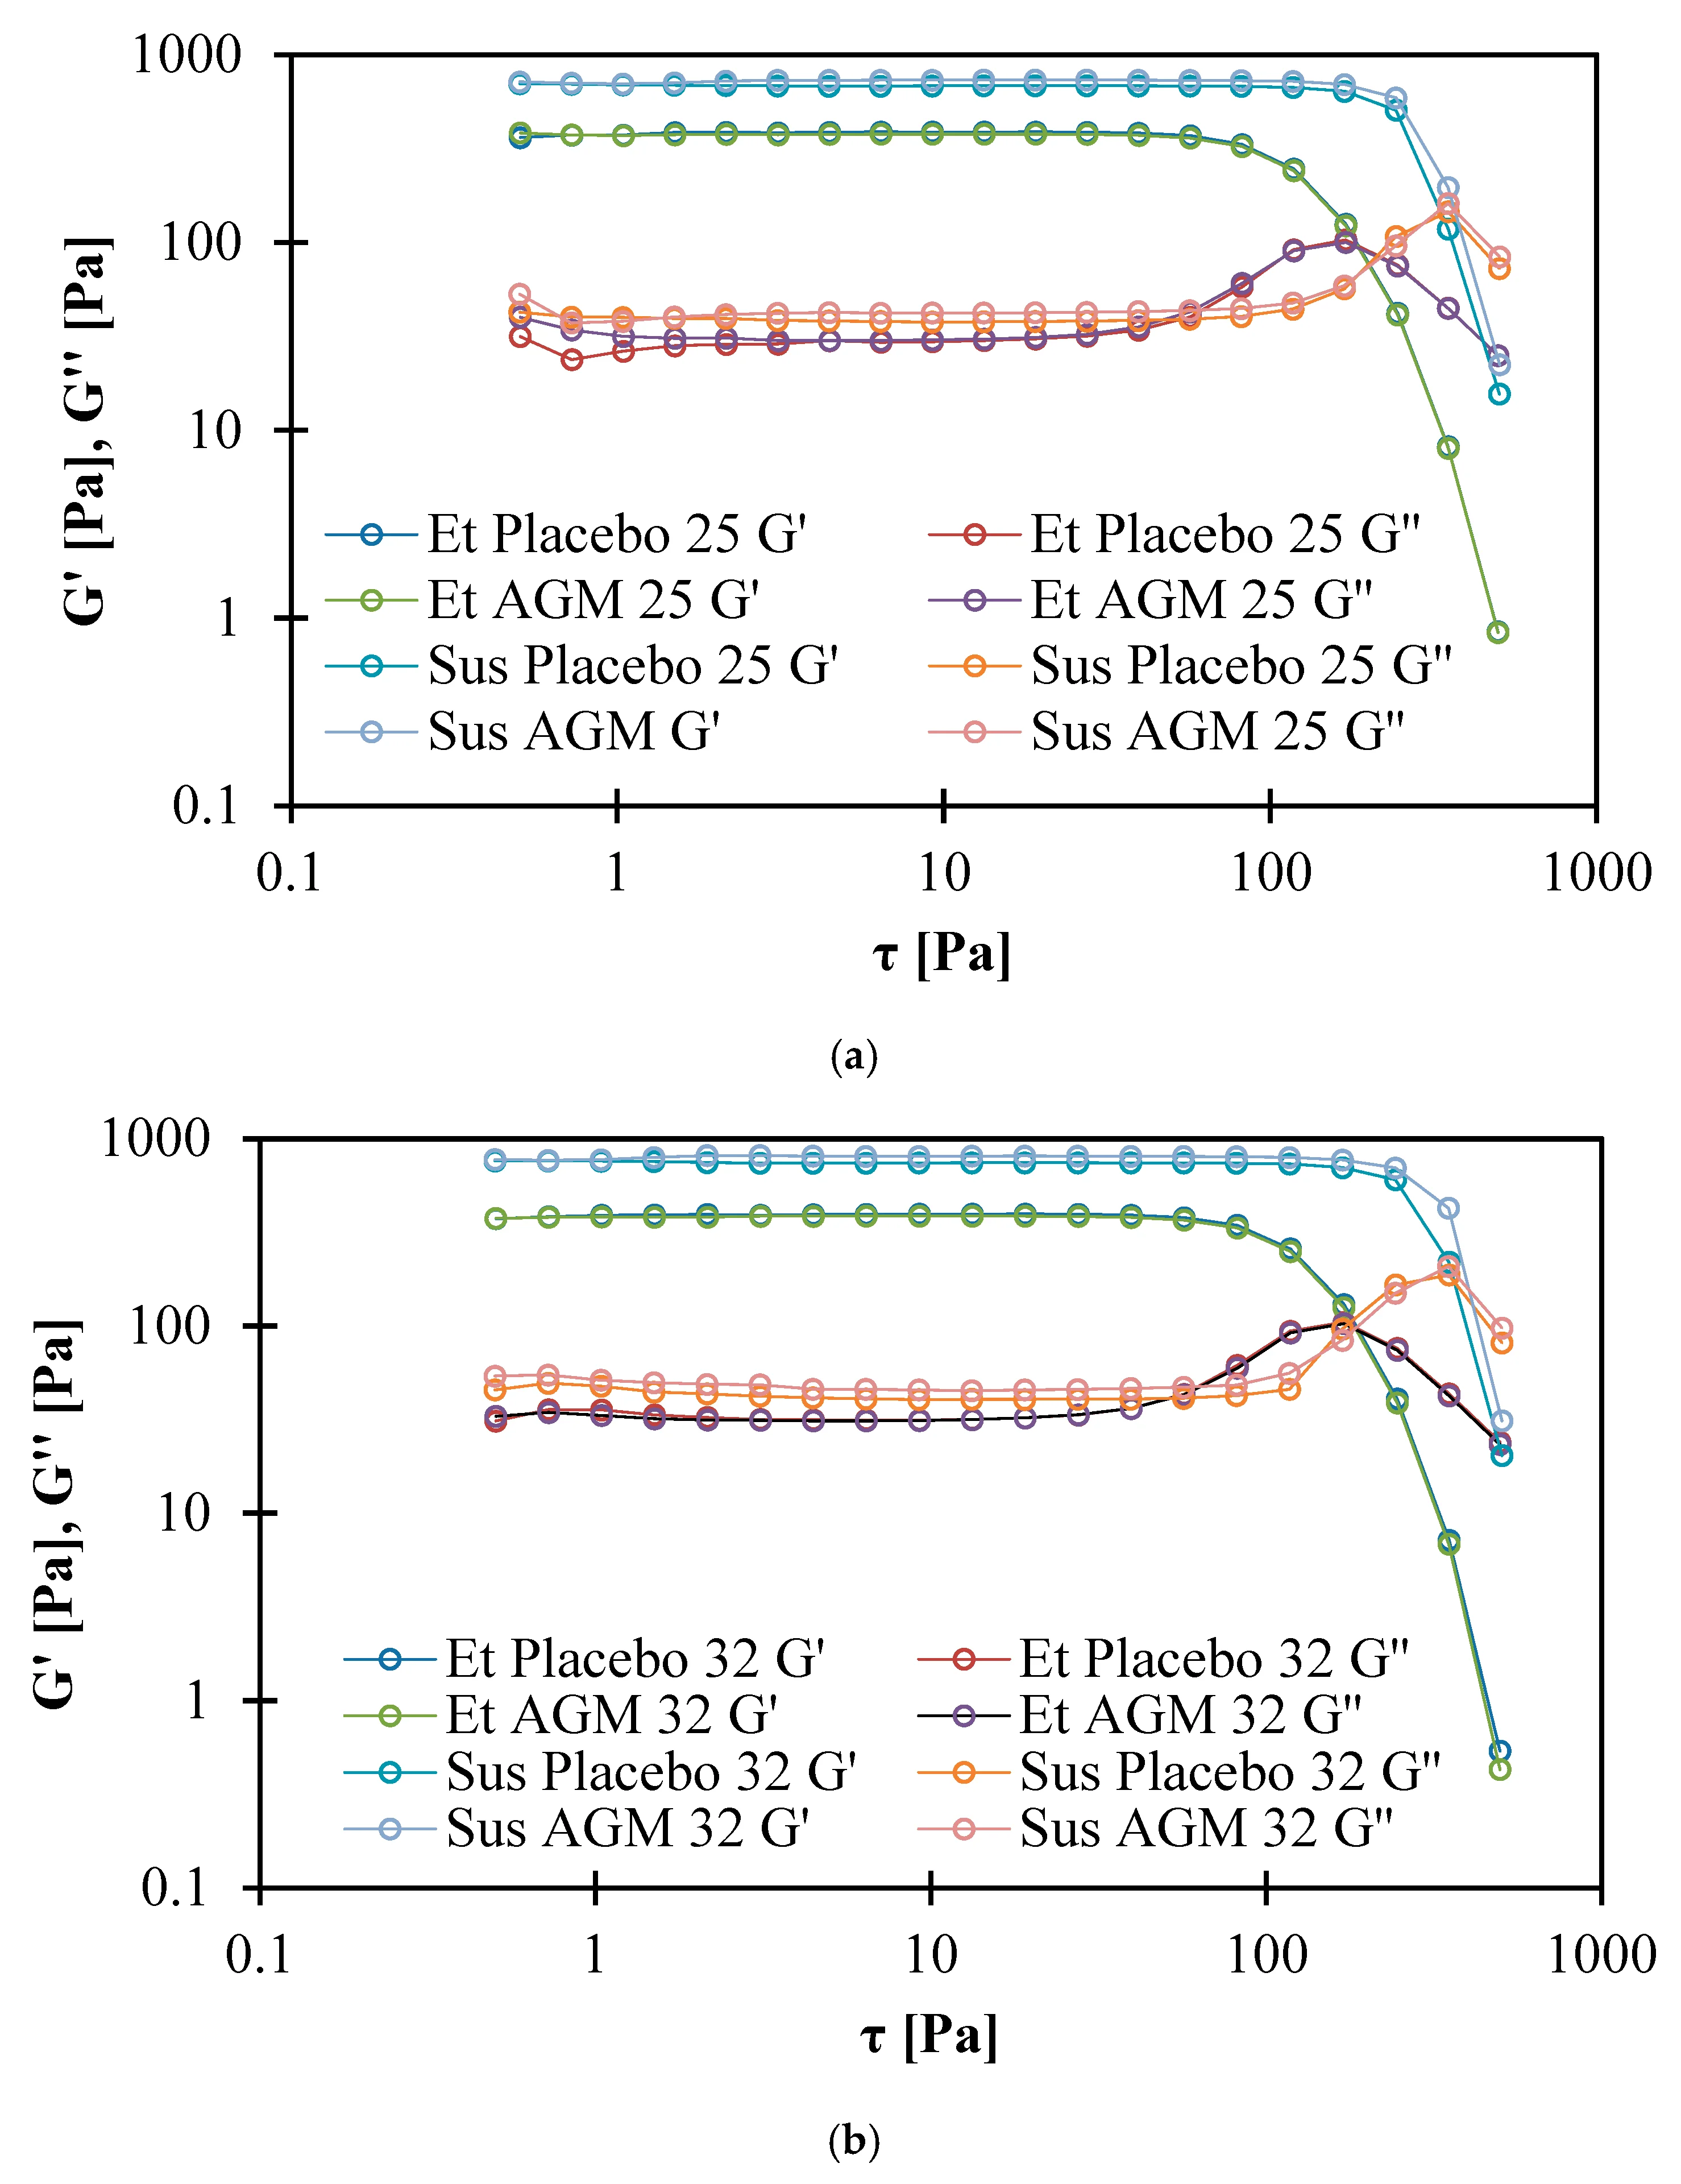 1000
100
10
1
0.1
G' [Pa], G" [Pa]
Et Placebo 25 G' Et Placebo 25 G"
Et AGM 25 G' Et AGM 25 G"
Sus Placebo 25 G' Sus Placebo 25 G"
Sus AGM G' Sus AGM 25 G"
0.1 1 10 100 1000
τ [Pa]
(a)
1000
100
10
1
0.1
G' [Pa], G" [Pa]
Et Placebo 32 G' Et Placebo 32 G"
Et AGM 32 G' Et AGM 32 G"
Sus Placebo 32 G' Sus Placebo 32 G"
Sus AGM 32 G' Sus AGM 32 G"
0.1 1 10 100 1000
τ [Pa]
(b)